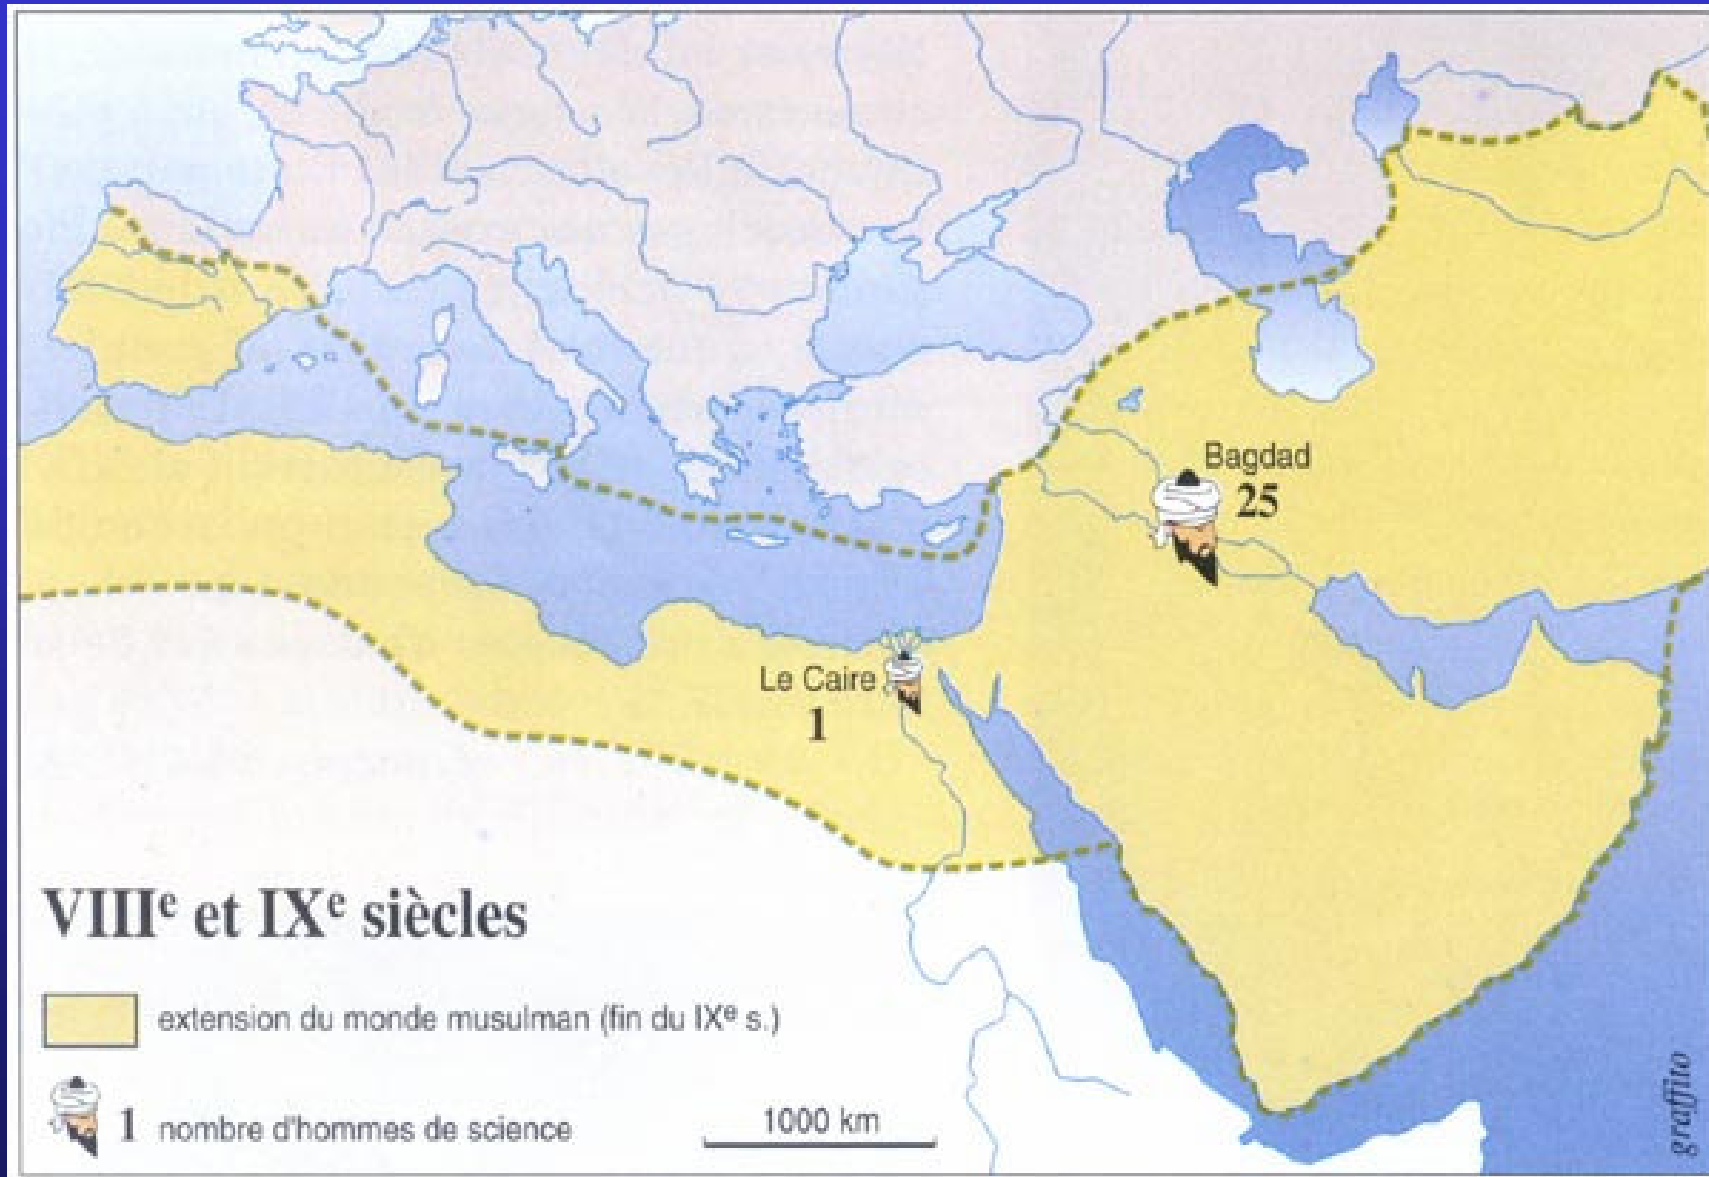 Bagdad
25
Le Caire
1
VIIIe et IXe siècles
extension du monde musulman (fin du IXe s.)
1 nombre d'hommes de science
1000 km
graffito